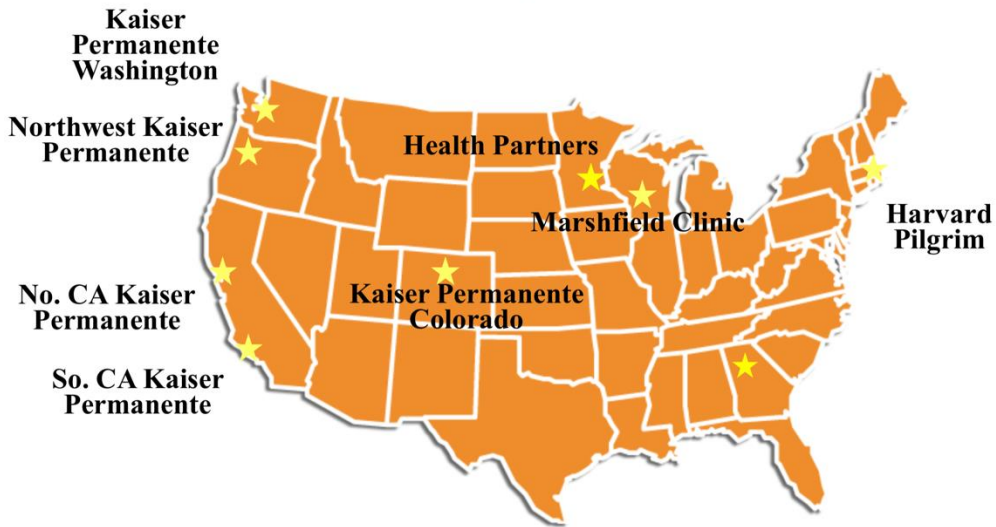 Kaiser
Permanente
Washington
Northwest Kaiser
Permanente
Health Partners
Marshfield Clinic
Harvard
Pilgrim
No. CA Kaiser
Permanente
Kaiser Permanente
Colorado
So. CA Kaiser
Permanente